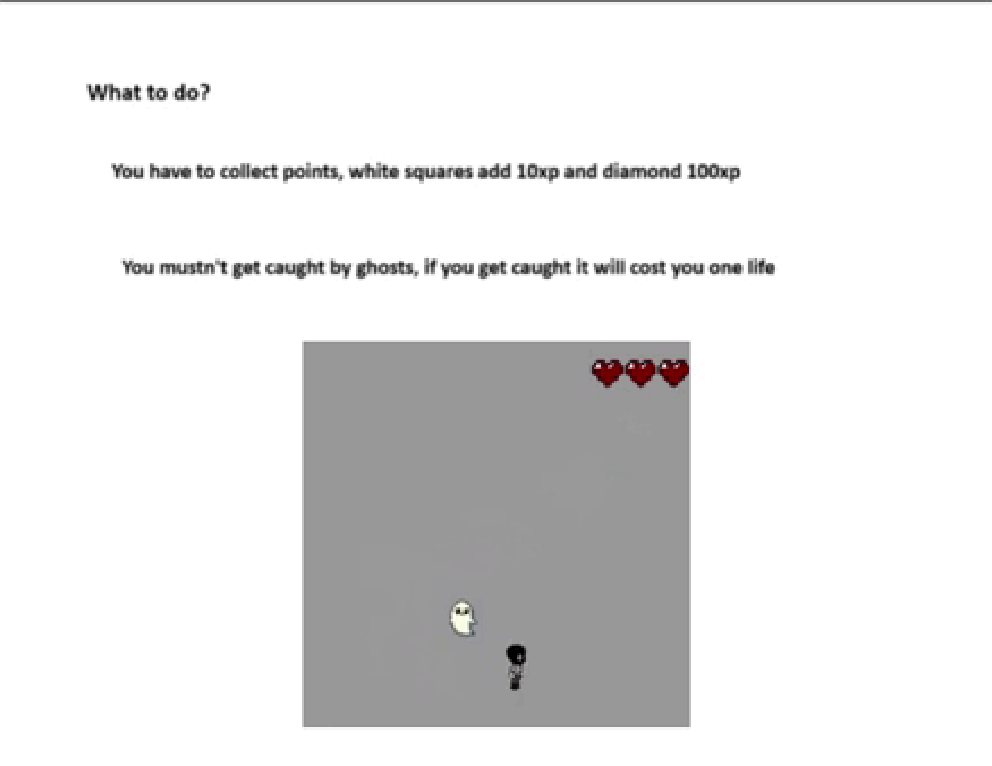 What to do?
You have to collect points, white squares add 10xp and diamond 100xp
You mustn't get caught by ghosts, if you get caught it will cost you one life